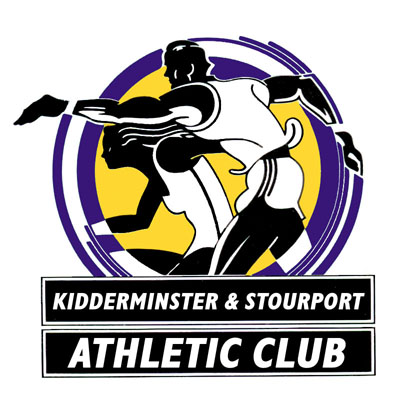 KIDDERMINSTER & STOURPORT
ATHLETIC CLUB